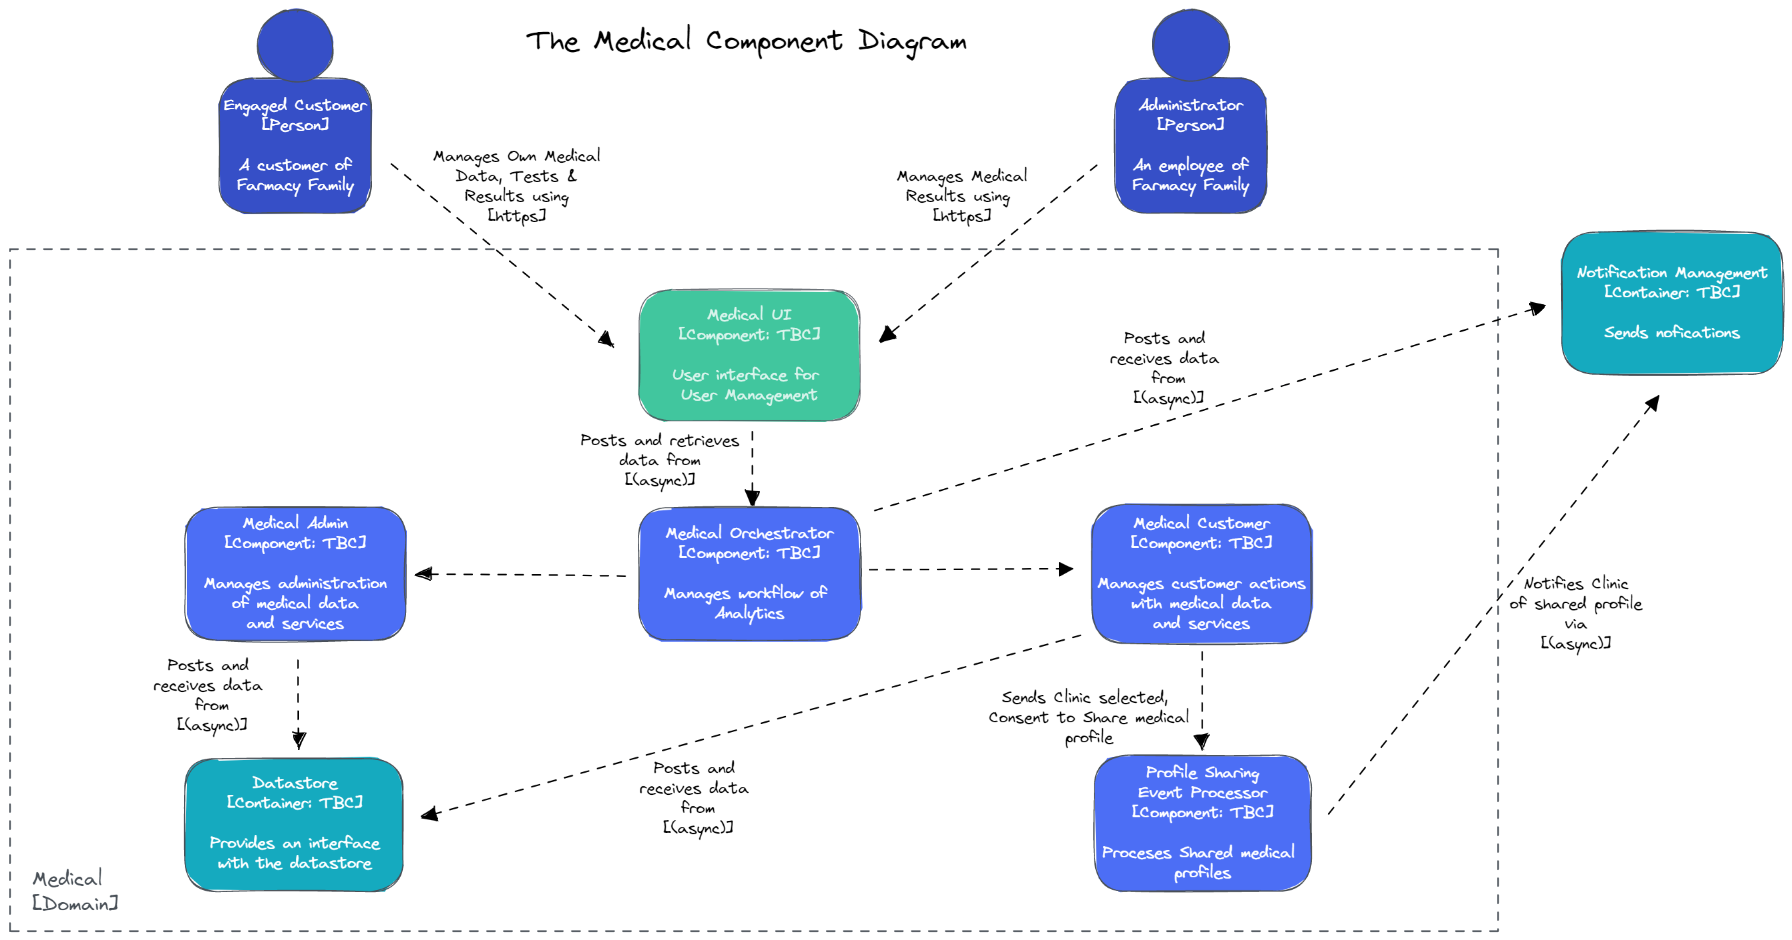 The Medical Component Diagram
Engaged Customer
[Person]
A customer of
Farmacy Family
Administrator
[Person]
An employee of
Farmacy Family
Manages Own Medical
Data, Tests &
Results using
[https]
Manages Medical
Results using
[https]
Notification Management
[Container: TBC]
Sends nofications
Medical UI
[Component: TBC]
User interface for
User Management
Posts and
receives data
from
[(async)]
Posts and retrieves
data from
[(async)]
Medical Admin
[Component: TBC]
Manages administration
of medical data
and services
Medical Orchestrator
[Component: TBC]
Manages workflow of
Analytics
Medical Customer
[Component: TBC]
Manages customer actions
with medical data
and services
Notifies Clinic
of shared profile
via
[(async)]
Posts and
receives data
from
[(async)]
Sends Clinic selected,
Consent to Share medical
profile
Datastore
[Container: TBC]
Provides an interface
with the datastore
Posts and
receives data
from
[(async)]
Profile Sharing
Event Processor
[Component: TBC]
Proceses Shared medical
profiles
Medical
[Domain]